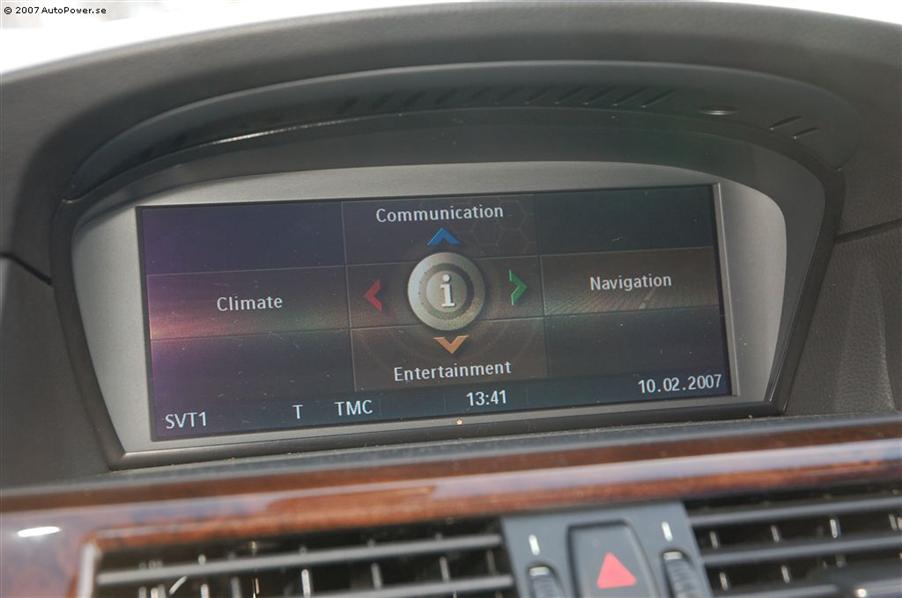 © 2007 AutoPower.se
Communication
Climate
i
Navigation
Entertainment
SVT1 T TMC 13:41 10.02.2007